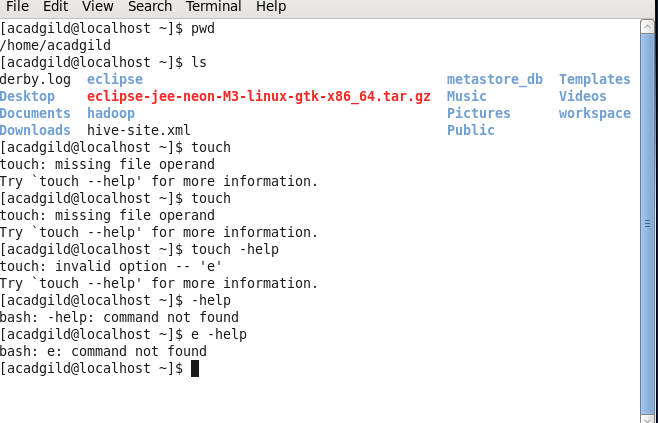 File Edit View Search Terminal Help
[acadgild@localhost ~]$ pwd
/home/acadgild
[acadgild@localhost ~]$ ls
derby.log eclipse metastore_db Templates
Desktop eclipse-jee-neon-M3-linux-gtk-x86_64.tar.gz Music Videos
Documents hadoop Pictures workspace
Downloads hive-site.xml Public
[acadgild@localhost ~]$ touch
touch: missing file operand
Try `touch --help' for more information.
[acadgild@localhost ~]$ touch
touch: missing file operand
Try `touch --help' for more information.
[acadgild@localhost ~]$ touch -help
touch: invalid option -- 'e'
Try `touch --help' for more information.
[acadgild@localhost ~]$ -help
bash: -help: command not found
[acadgild@localhost ~]$ e -help
bash: e: command not found
[acadgild@localhost ~]$